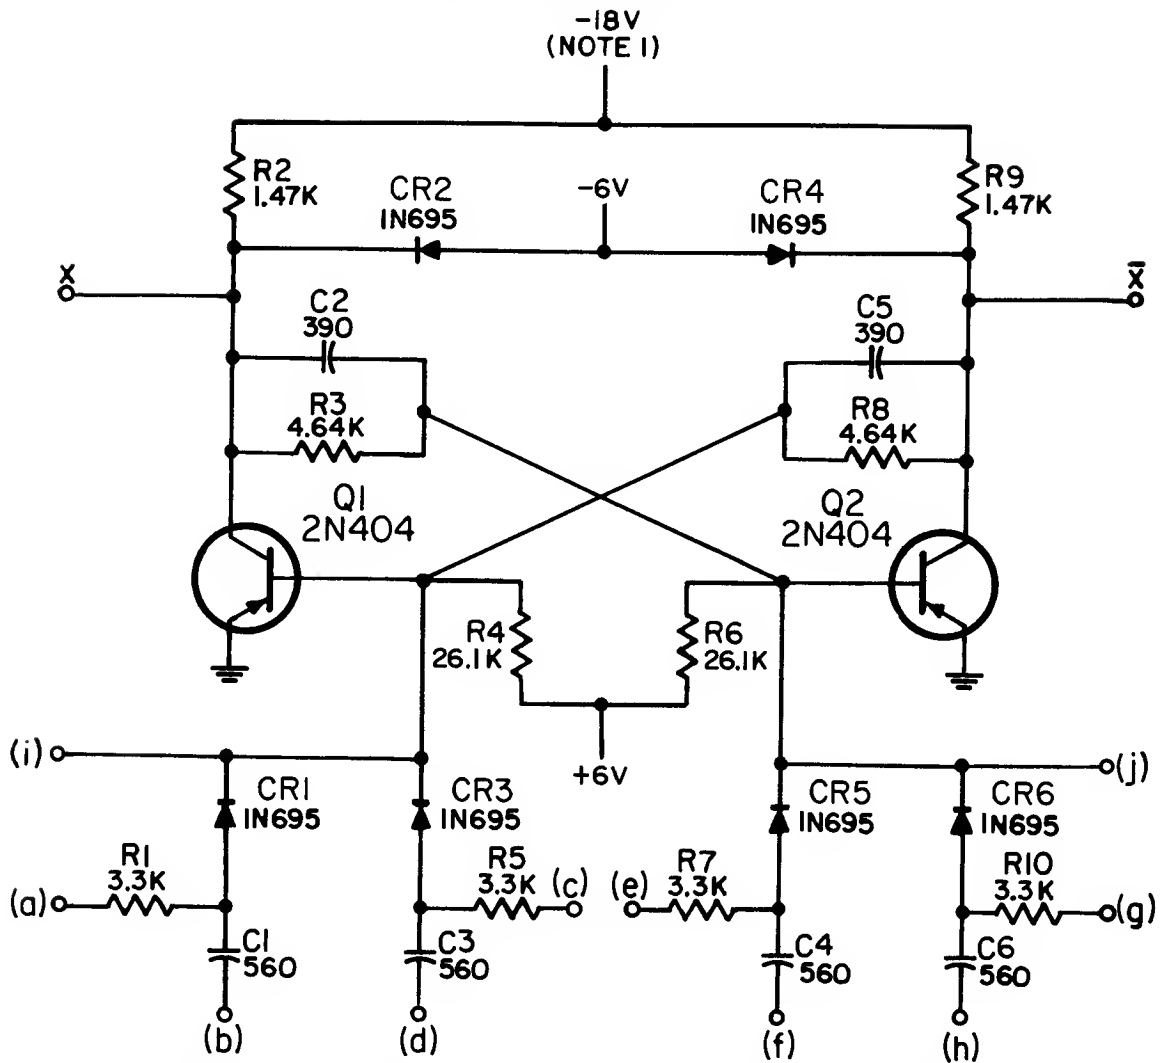 -18V
(NOTE 1)
R2
1.47K
CR2
1N695
-6V
CR4
1N695
R9
1.47K
x
x̄
C2
390
C5
390
R3
4.64K
R8
4.64K
Q1
2N404
Q2
2N404
R4
26.1K
R6
26.1K
+6V
(i)
(j)
CR1
1N695
CR3
1N695
CR5
1N695
CR6
1N695
R1
3.3K
R5
3.3K
R7
3.3K
R10
3.3K
(a)
(c)
(e)
(g)
C1
560
C3
560
C4
560
C6
560
(b)
(d)
(f)
(h)